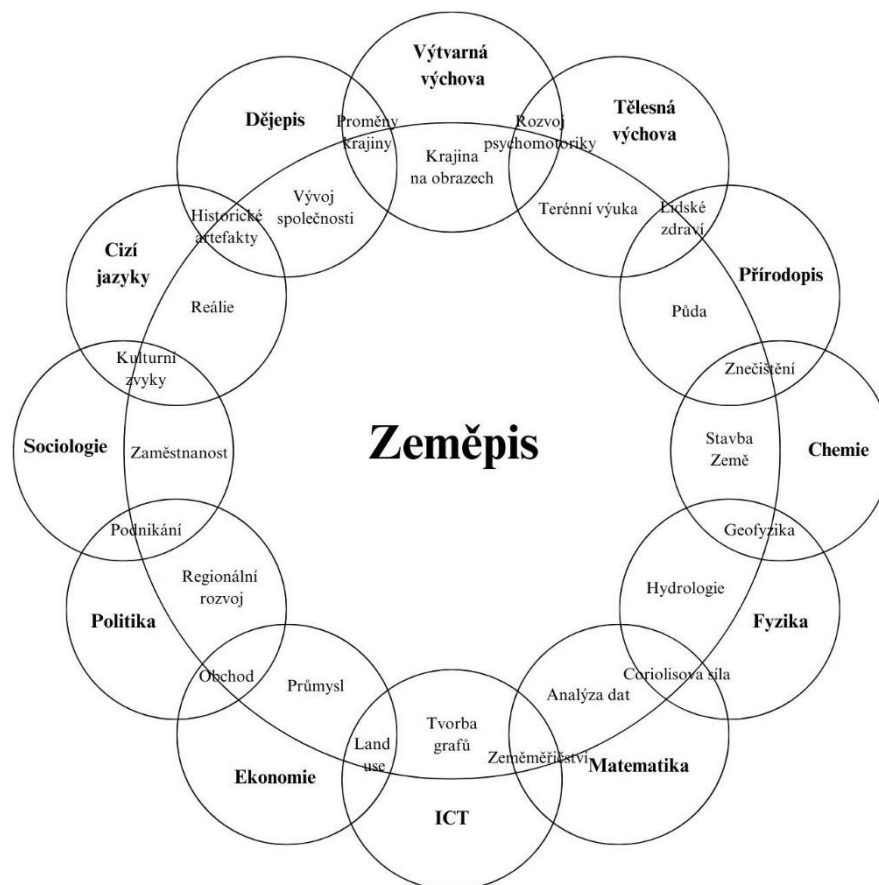 Výtvarná
výchova
Tělesná
výchova
Dějepis
Proměny
krajiny
Rozvoj
psychomotoriky
Krajina
na obrazech
Vývoj
společnosti
Terénní výuka
Historické
artefakty
Lidské
zdraví
Cizí
jazyky
Přírodopis
Reálie
Půda
Kulturní
zvyky
Znečištění
Zeměpis
Sociologie
Zaměstnanost
Stavba
Země
Chemie
Podnikání
Geofyzika
Regionální
rozvoj
Hydrologie
Politika
Fyzika
Obchod
Průmysl
Coriolisova síla
Analýza dat
Tvorba
grafů
Land
use
Zeměměřičství
Ekonomie
Matematika
ICT